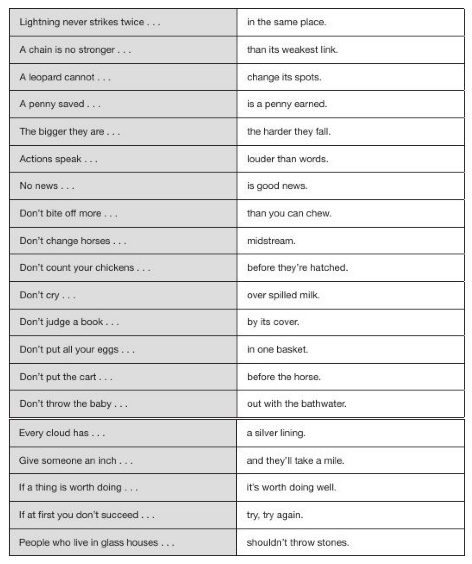 Lightning never strikes twice . . . in the same place.
A chain is no stronger . . . than its weakest link.
A leopard cannot . . . change its spots.
A penny saved . . . is a penny earned.
The bigger they are . . . the harder they fall.
Actions speak . . . louder than words.
No news . . . is good news.
Don't bite off more . . . than you can chew.
Don't change horses . . . midstream.
Don't count your chickens . . . before they're hatched.
Don't cry . . . over spilled milk.
Don't judge a book . . . by its cover.
Don't put all your eggs . . . in one basket.
Don't put the cart . . . before the horse.
Don't throw the baby . . . out with the bathwater.
Every cloud has . . . a silver lining.
Give someone an inch . . . and they'll take a mile.
If a thing is worth doing . . . it's worth doing well.
If at first you don't succeed . . . try, try again.
People who live in glass houses . . . shouldn't throw stones.